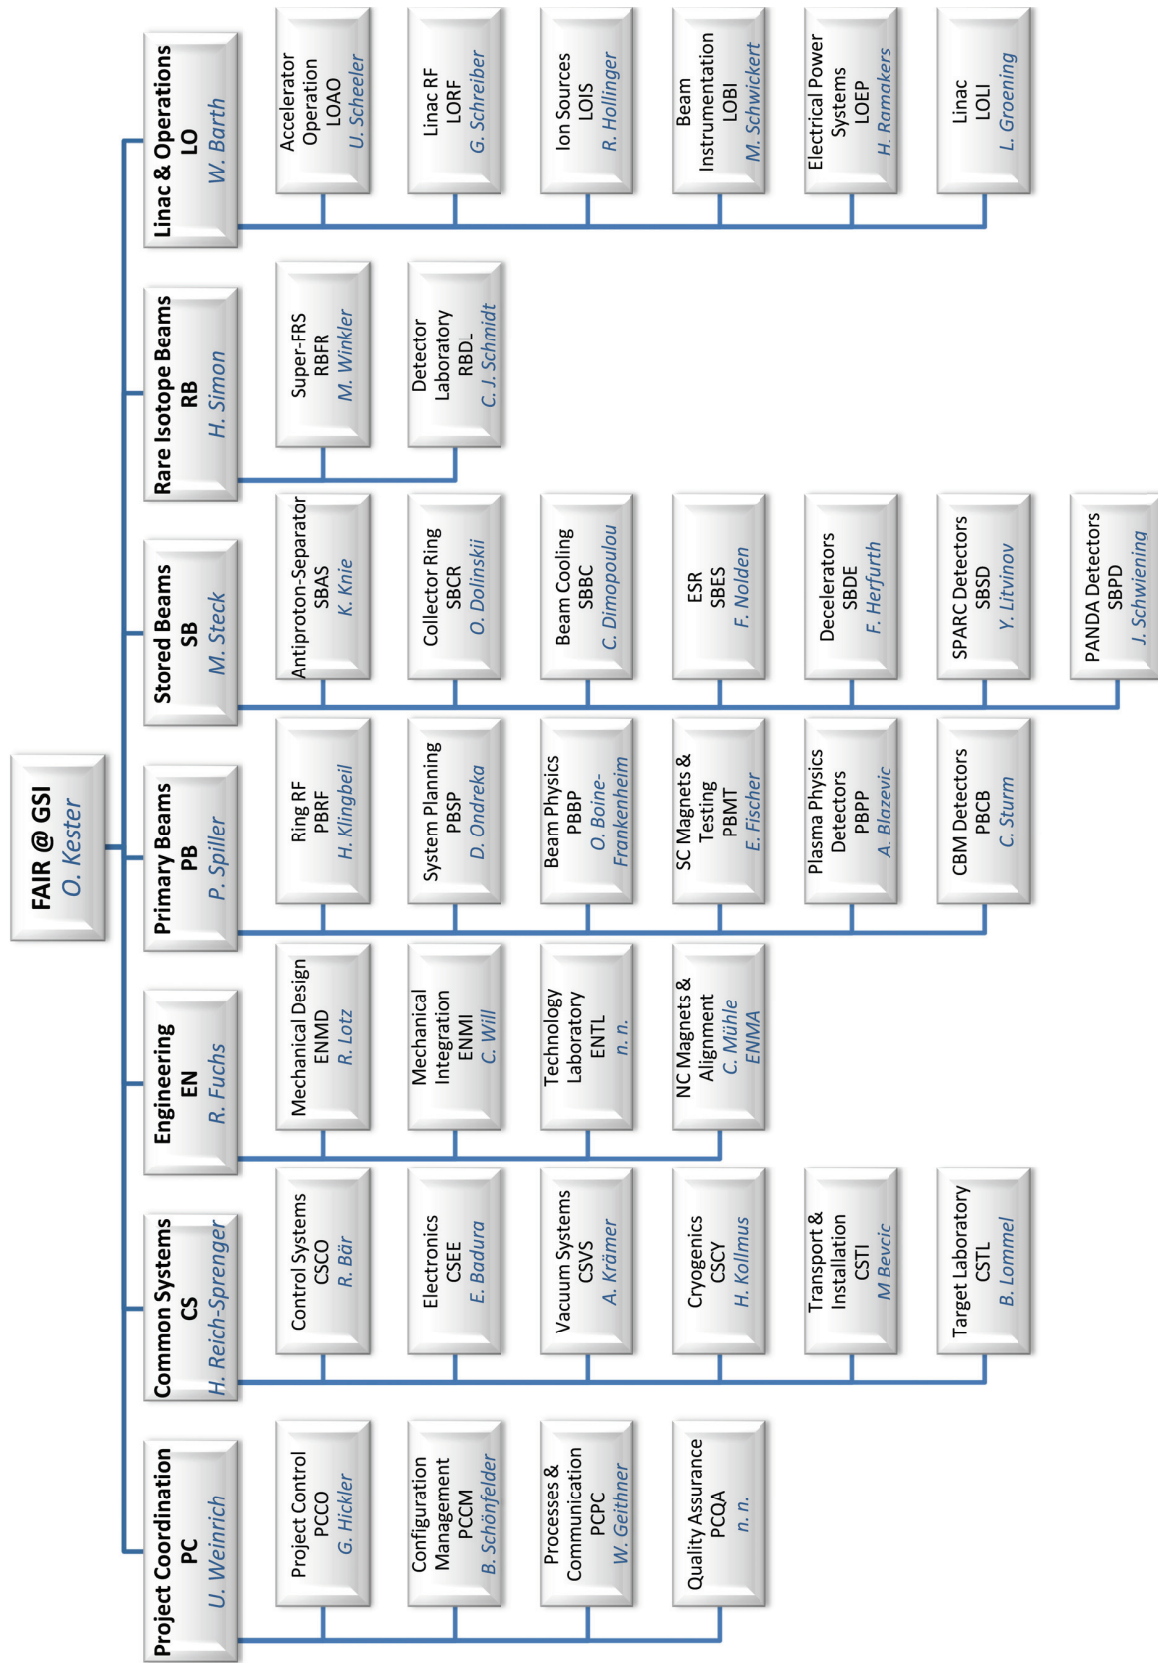 FAIR @ GSI
O. Kester
Project Coordination
PC
U. Weinrich
Project Control
PCCO
G. Hickler
Configuration
Management
PCCM
B. Schönfelder
Processes &
Communication
PCPC
W. Geithner
Quality Assurance
PCQA
n. n.
Common Systems
CS
H. Reich-Sprenger
Control Systems
CSCO
R. Bär
Electronics
CSEE
E. Badura
Vacuum Systems
CSVS
A. Krämer
Cryogenics
CSCY
H. Kollmus
Transport &
Installation
CSTI
M Bevcic
Target Laboratory
CSTL
B. Lommel
Engineering
EN
R. Fuchs
Mechanical Design
ENMD
R. Lotz
Mechanical
Integration
ENMI
C. Will
Technology
Laboratory
ENTL
n. n.
NC Magnets &
Alignment
C. Mühle
ENMA
Primary Beams
PB
P. Spiller
Ring RF
PBRF
H. Klingbeil
System Planning
PBSP
D. Ondreka
Beam Physics
PBBP
O. Boine-
Frankenheim
SC Magnets &
Testing
PBMT
E. Fischer
Plasma Physics
Detectors
PBPP
A. Blazevic
CBM Detectors
PBCB
C. Sturm
Stored Beams
SB
M. Steck
Antiproton-Separator
SBAS
K. Knie
Collector Ring
SBCR
O. Dolinskii
Beam Cooling
SBBC
C. Dimopoulou
ESR
SBES
F. Nolden
Decelerators
SBDE
F. Herfurth
SPARC Detectors
SBSD
Y. Litvinov
PANDA Detectors
SBPD
J. Schwiening
Rare Isotope Beams
RB
H. Simon
Super-FRS
RBFR
M. Winkler
Detector
Laboratory
RBDL
C. J. Schmidt
Linac & Operations
LO
W. Barth
Accelerator
Operation
LOAO
U. Scheeler
Linac RF
LORF
G. Schreiber
Ion Sources
LOIS
R. Hollinger
Beam
Instrumentation
LOBI
M. Schwickert
Electrical Power
Systems
LOEP
H. Ramakers
Linac
LOLI
L. Groening